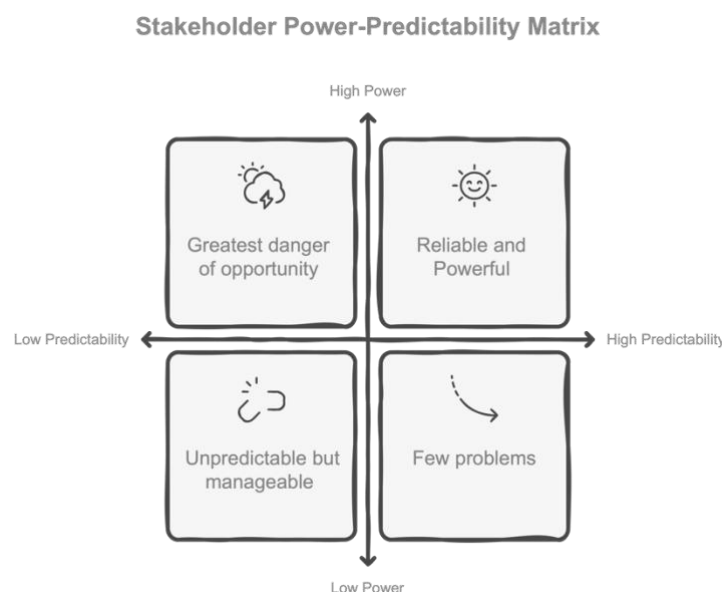 Stakeholder Power-Predictability Matrix
High Power
Greatest danger
of opportunity
Reliable and
Powerful
Low Predictability
High Predictability
Unpredictable but
manageable
Few problems
Low Power